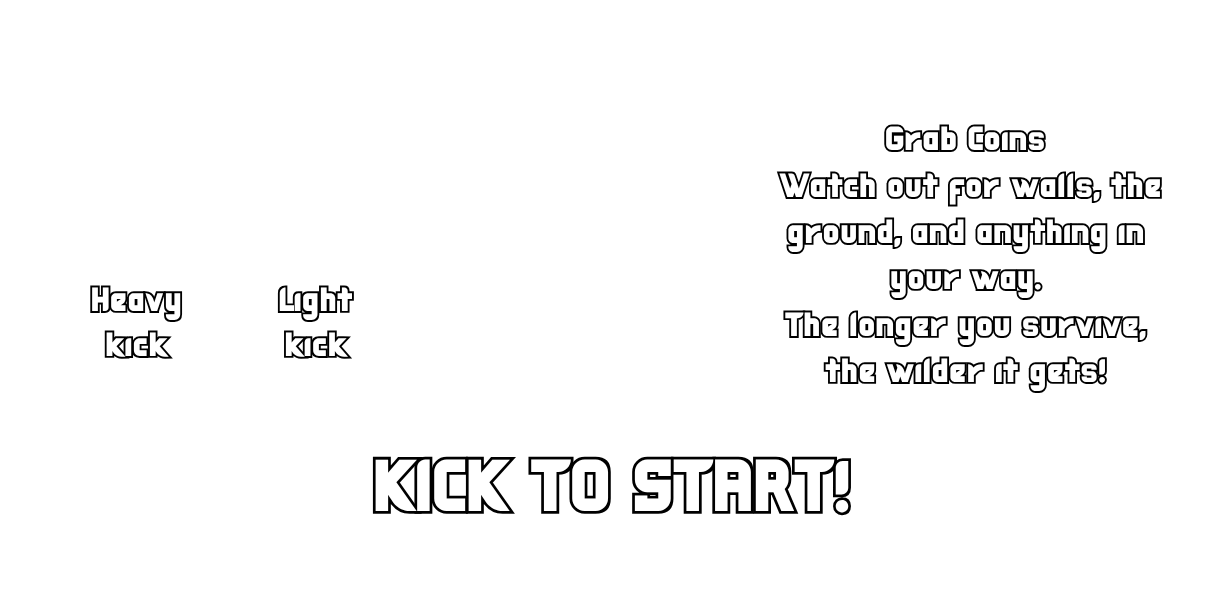 Grab Coins
Watch out for walls, the
ground, and anything in
your way.
The longer you survive,
the wilder it gets!
Heavy
kick
Light
kick
KICK TO START!